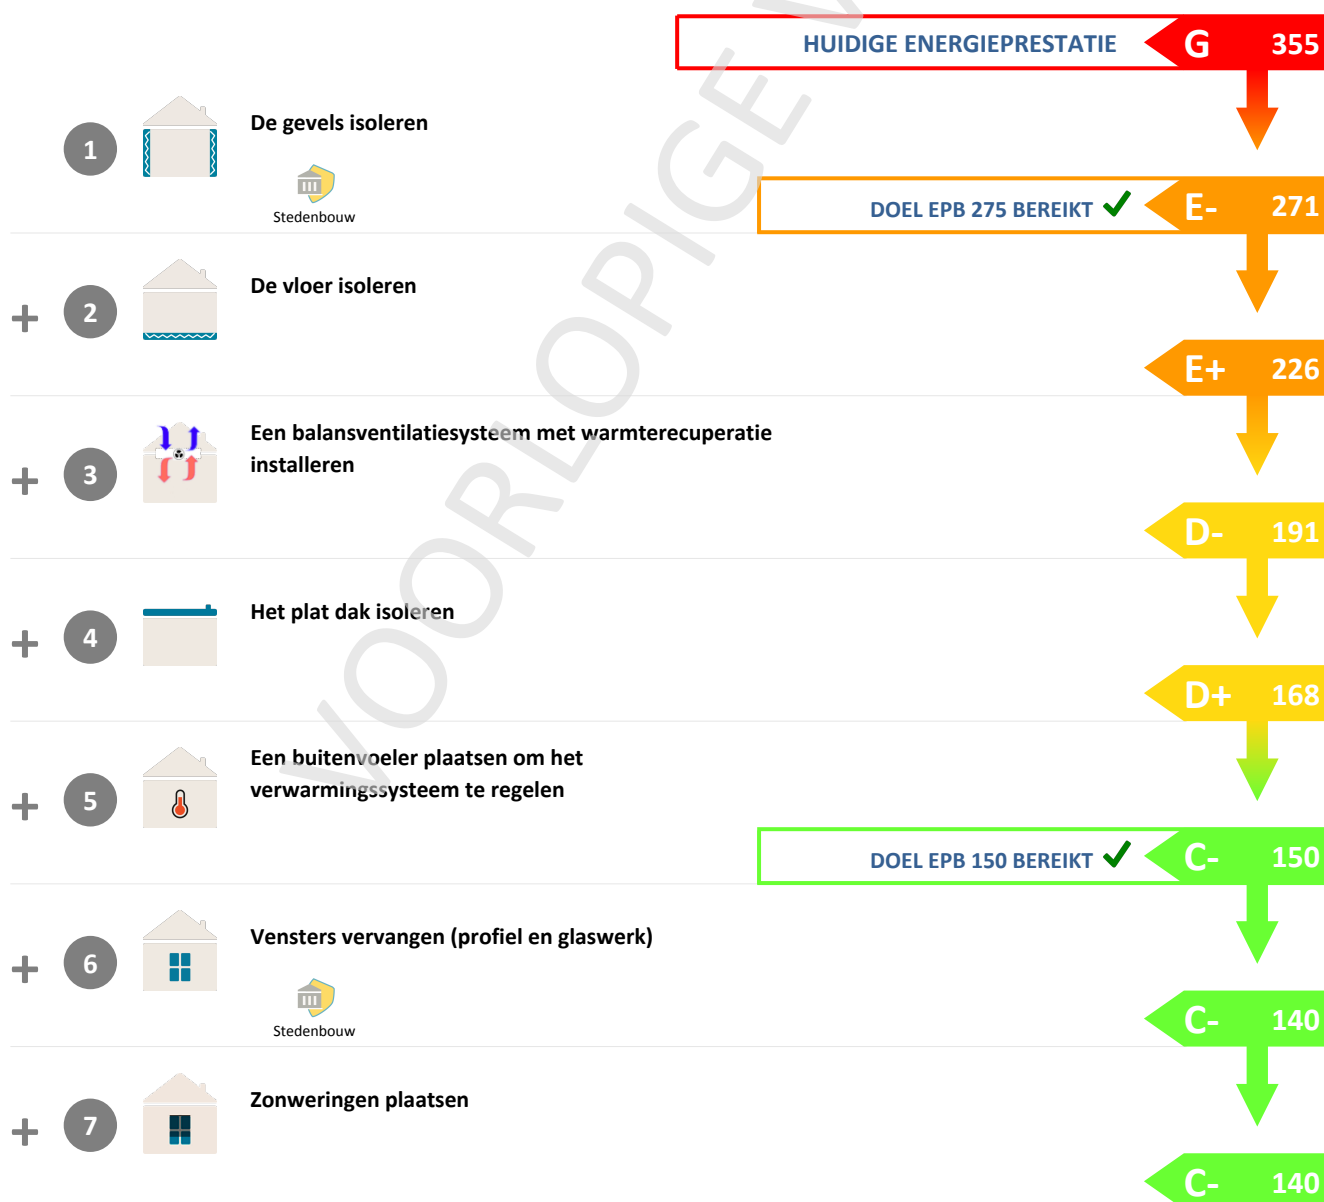 HUIDIGE ENERGIEPRESTATIE G 355
1 De gevels isoleren
Stedenbouw
DOEL EPB 275 BEREIKT E- 271
+ 2 De vloer isoleren
E+ 226
+ 3 Een balansventilatiesysteem met warmterecuperatie
installeren
D- 191
+ 4 Het plat dak isoleren
D+ 168
+ 5 Een buitenvoeler plaatsen om het
verwarmingssysteem te regelen
DOEL EPB 150 BEREIKT C- 150
+ 6 Vensters vervangen (profiel en glaswerk)
Stedenbouw
C- 140
+ 7 Zonweringen plaatsen
C- 140
VOORLOPIGE V